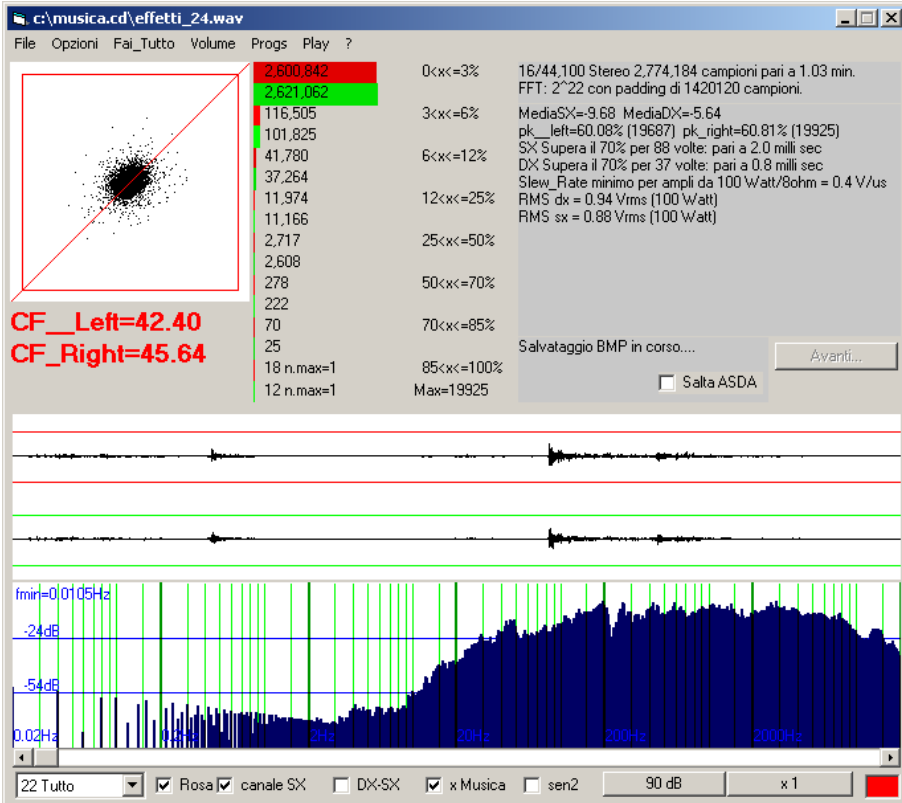 c:\musica.cd\effetti_24.wav
File Opzioni Fai_Tutto Volume Progs Play ?
2,600,842 0<x<=3%
2,621,062
116,505 3<x<=6%
101,825
41,780 6<x<=12%
37,264
11,974 12<x<=25%
11,166
2,717 25<x<=50%
2,608
278 50<x<=70%
222
70 70<x<=85%
25
18 n.max=1 85<x<=100%
12 n.max=1 Max=19925
16/44,100 Stereo 2,774,184 campioni pari a 1.03 min.
FFT: 2^22 con padding di 1420120 campioni.
MediaSX=-9.68 MediaDX=-5.64
pk__left=60.08% (19687) pk_right=60.81% (19925)
SX Supera il 70% per 88 volte: pari a 2.0 milli sec
DX Supera il 70% per 37 volte: pari a 0.8 milli sec
Slew_Rate minimo per ampli da 100 Watt/8ohm = 0.4 V/us
RMS dx = 0.94 Vrms (100 Watt)
RMS sx = 0.88 Vrms (100 Watt)
CF__Left=42.40
CF_Right=45.64
Salvataggio BMP in corso....
Avanti...
Salta ASDA
fmin=0.0105Hz
-24dB
-54dB
0.02Hz 0.2Hz 2Hz 20Hz 200Hz 2000Hz
22 Tutto Rosa canale SX DX-SX x Musica sen2 90 dB x 1